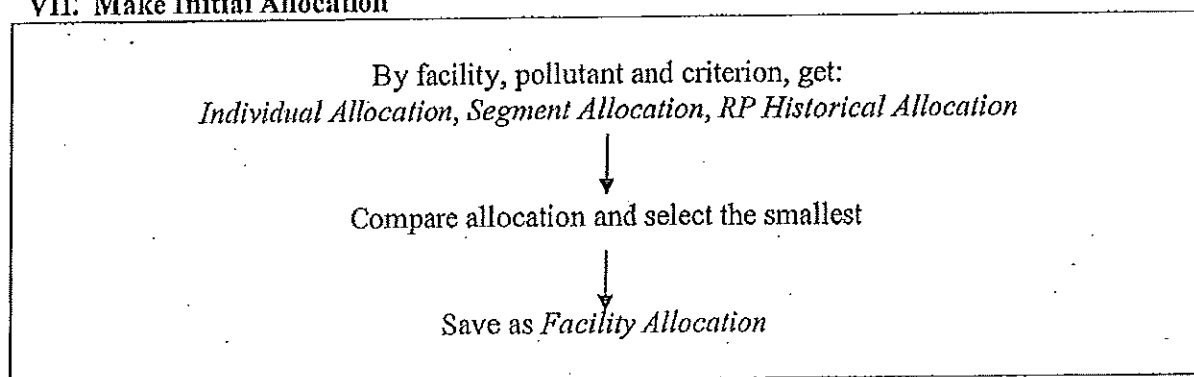 VII. Make Initial Allocation
By facility, pollutant and criterion, get:
Individual Allocation, Segment Allocation, RP Historical Allocation
Compare allocation and select the smallest
Save as Facility Allocation